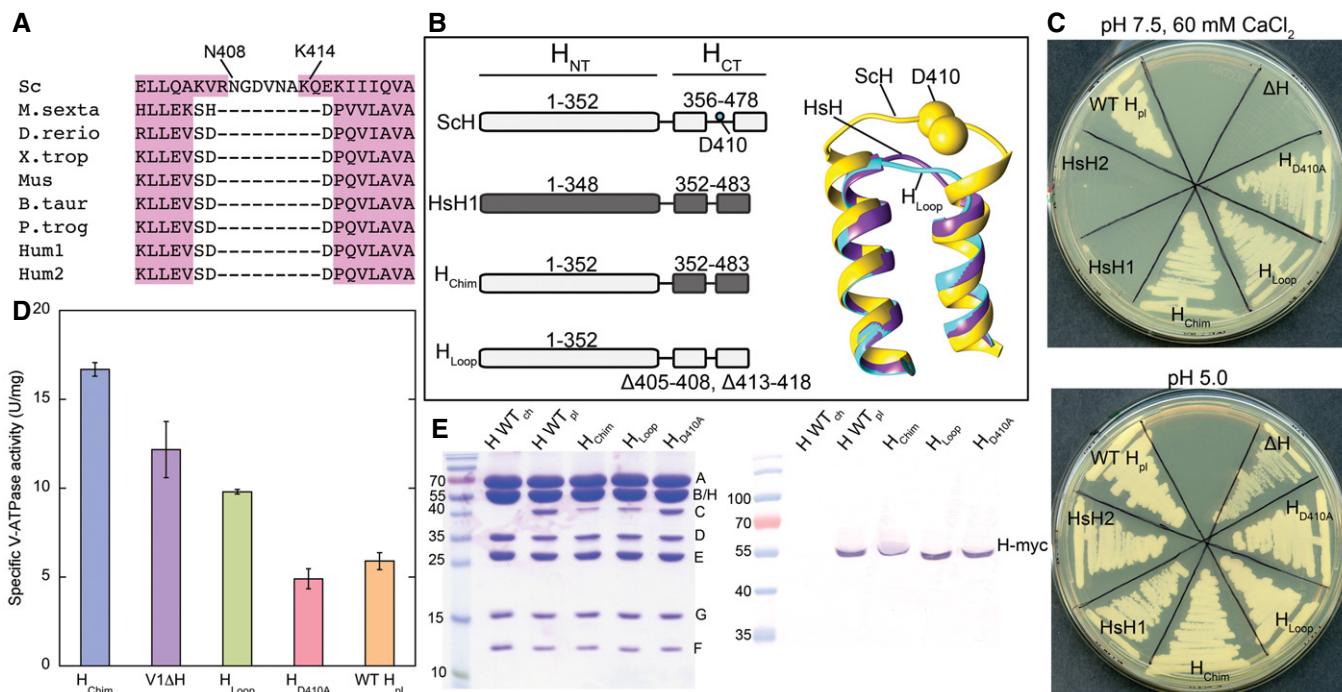 A
N408 K414
Sc ELLQAKVRNGDVNAKQEKIIIQVA
M.sexta HLLEKSH---------DPVVLAVA
D.rerio RLLEVSD---------DPQVIAVA
X.trop KLLEVSD---------DPQVLAVA
Mus KLLEVSD---------DPQVLAVA
B.taur KLLEVSD---------DPQVLAVA
P.trog KLLEVSD---------DPQVLAVA
Hum1 KLLEVSD---------DPQVLAVA
Hum2 KLLEVSD---------DPQVLAVA
B
HNT HCT
1-352 356-478
ScH
D410
1-348 352-483
HsH1
1-352 352-483
HChim
1-352
HLoop
Δ405-408, Δ413-418
ScH D410
HsH
HLoop
C
pH 7.5, 60 mM CaCl2
WT Hpl ΔH
HsH2 HD410A
HsH1 HLoop
HChim
pH 5.0
WT Hpl ΔH
HsH2 HD410A
HsH1 HLoop
HChim
D
Specific V-ATPase activity (U/mg)
20
15
10
5
0
HChim V1ΔH HLoop HD410A WT Hpl
E
H WTch H WTpl HChim HLoop HD410A
70
55
40
35
25
15
10
A
B/H
C
D
E
G
F
H WTch H WTpl HChim HLoop HD410A
100
70
55
40
35
H-myc